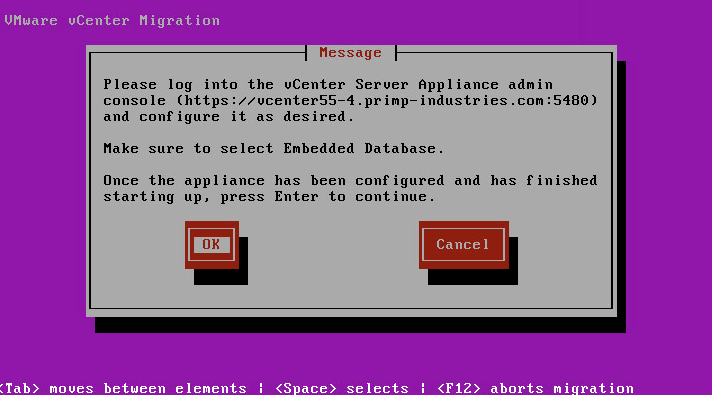 VMware vCenter Migration
Message
Please log into the vCenter Server Appliance admin
console (https://vcenter55-4.primp-industries.com:5480)
and configure it as desired.
Make sure to select Embedded Database.
Once the appliance has been configured and has finished
starting up, press Enter to continue.
OK Cancel
<Tab> moves between elements | <Space> selects | <F12> aborts migration